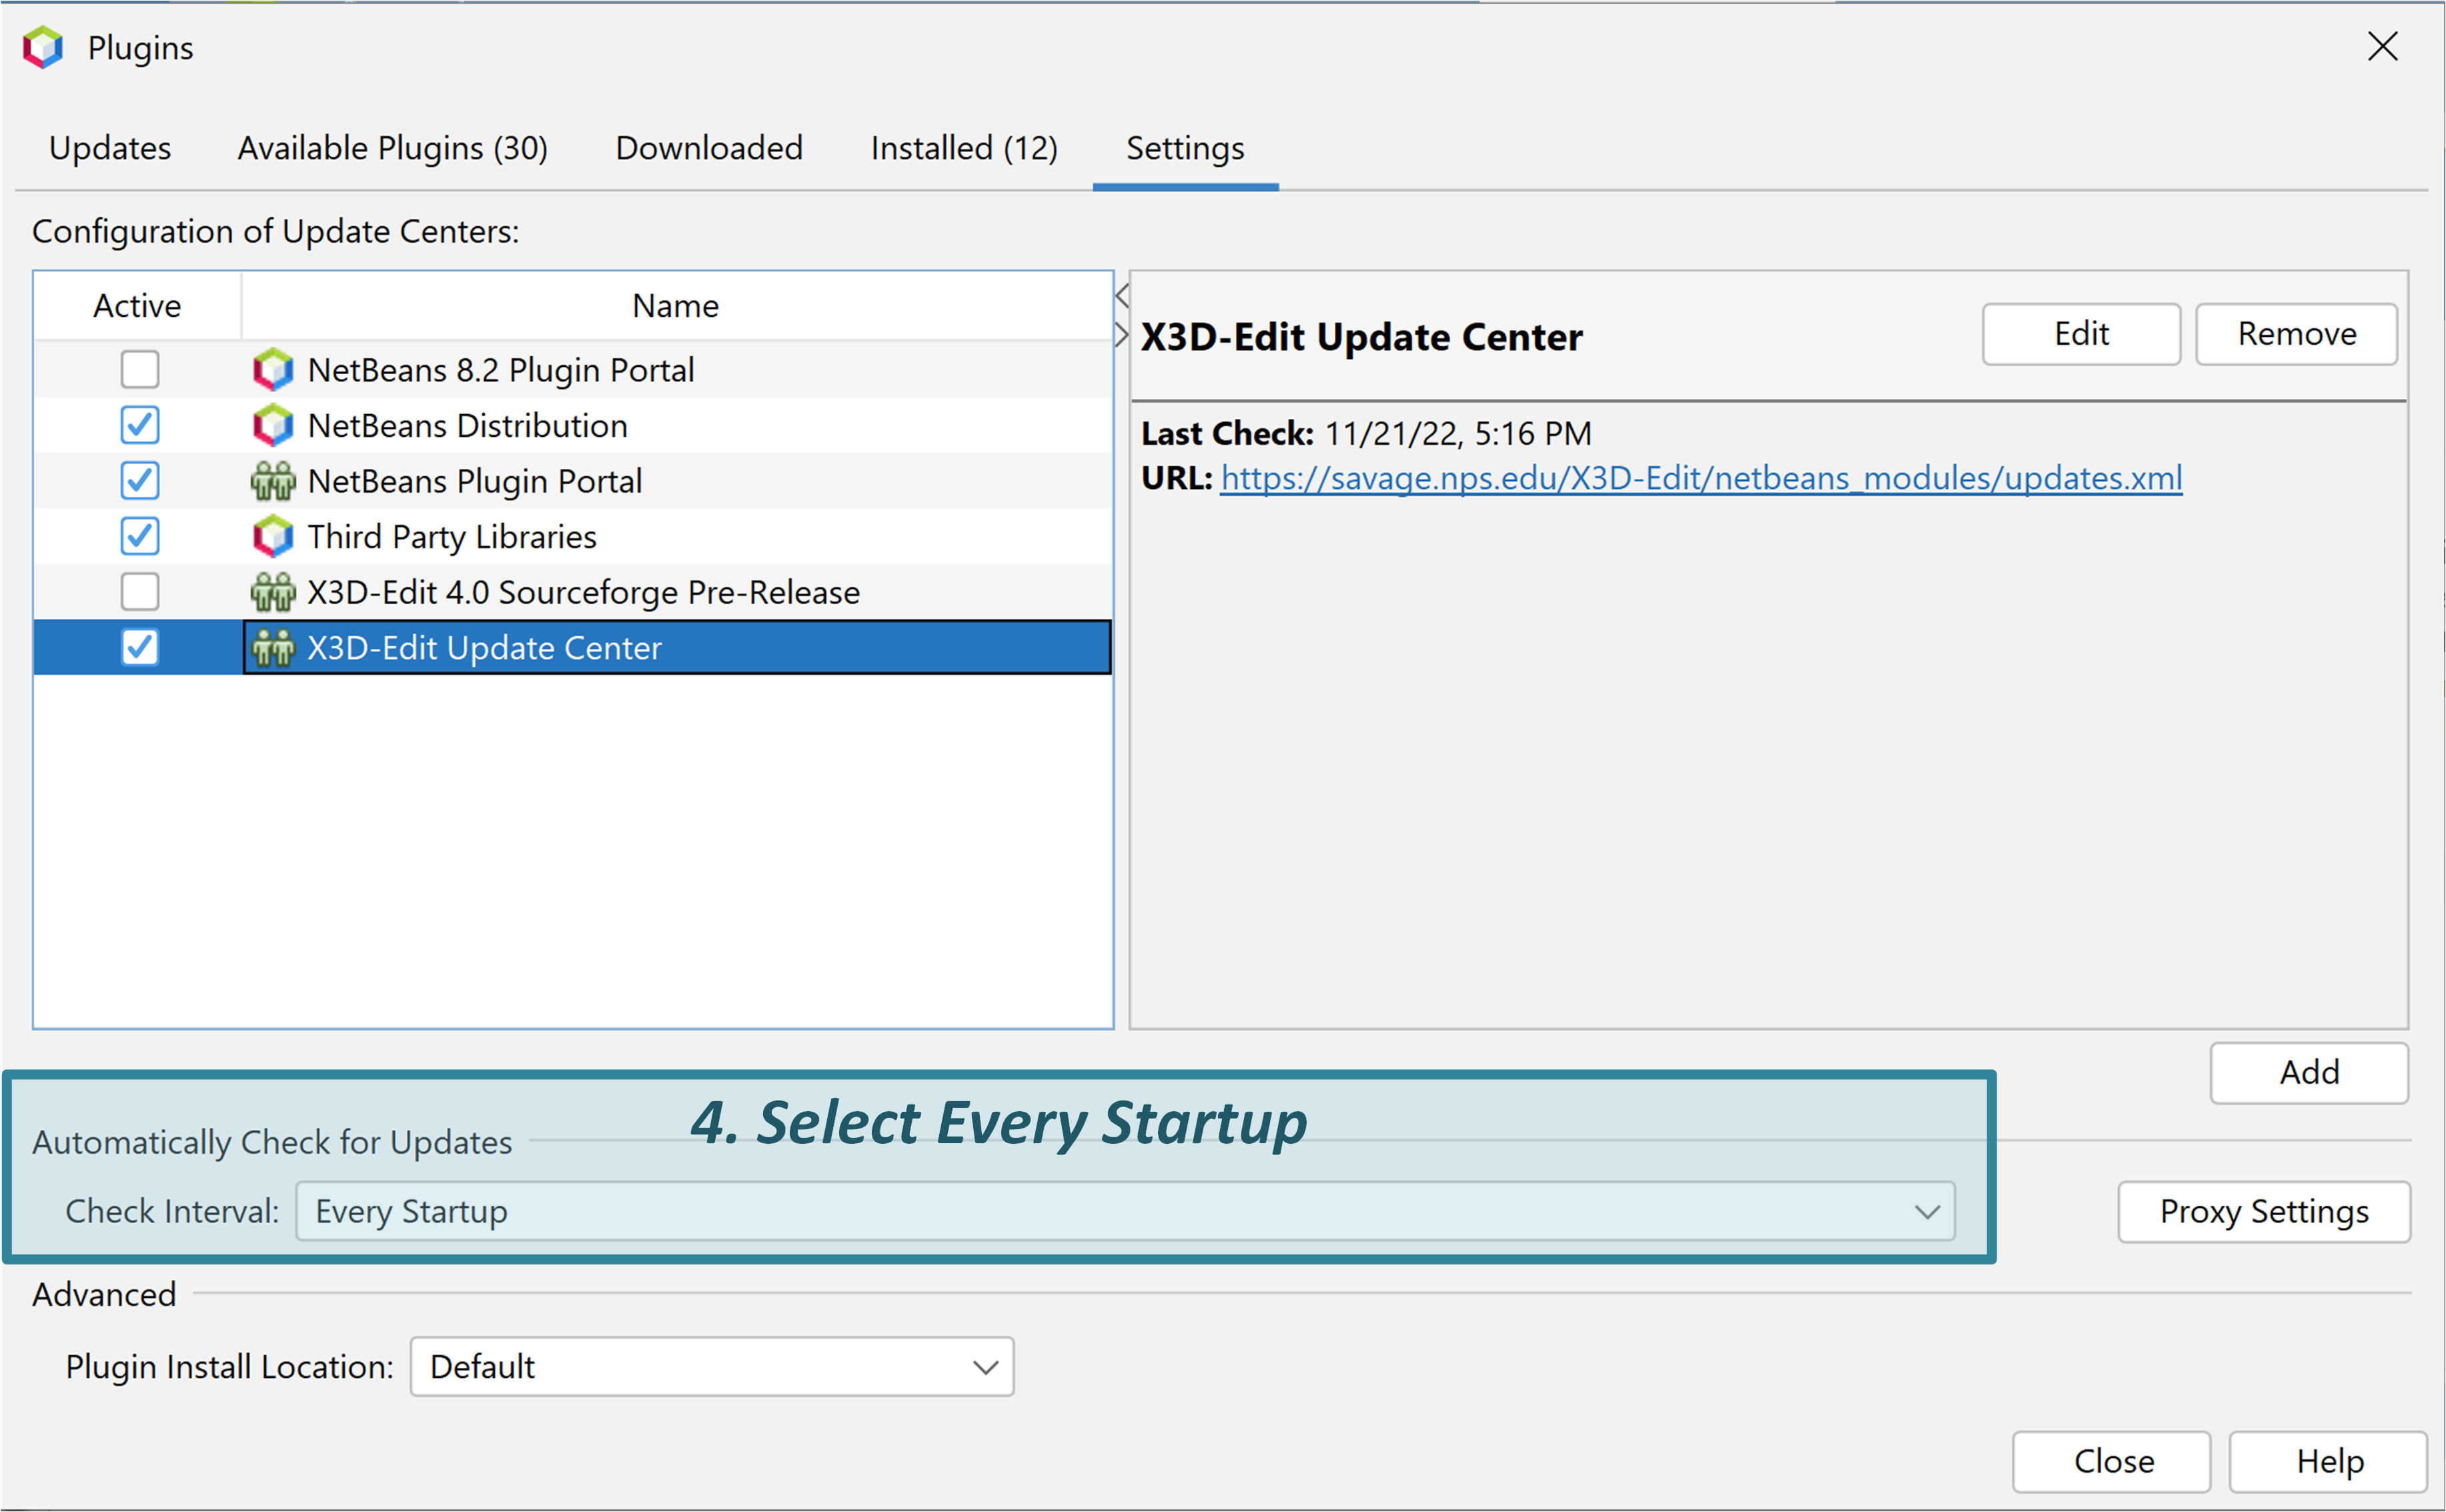 Plugins
Updates Available Plugins (30) Downloaded Installed (12) Settings
Configuration of Update Centers:
Active Name
NetBeans 8.2 Plugin Portal
NetBeans Distribution
NetBeans Plugin Portal
Third Party Libraries
X3D-Edit 4.0 Sourceforge Pre-Release
X3D-Edit Update Center
X3D-Edit Update Center Edit Remove
Last Check: 11/21/22, 5:16 PM
URL: https://savage.nps.edu/X3D-Edit/netbeans_modules/updates.xml
Add
4. Select Every Startup
Automatically Check for Updates
Check Interval: Every Startup Proxy Settings
Advanced
Plugin Install Location: Default
Close Help